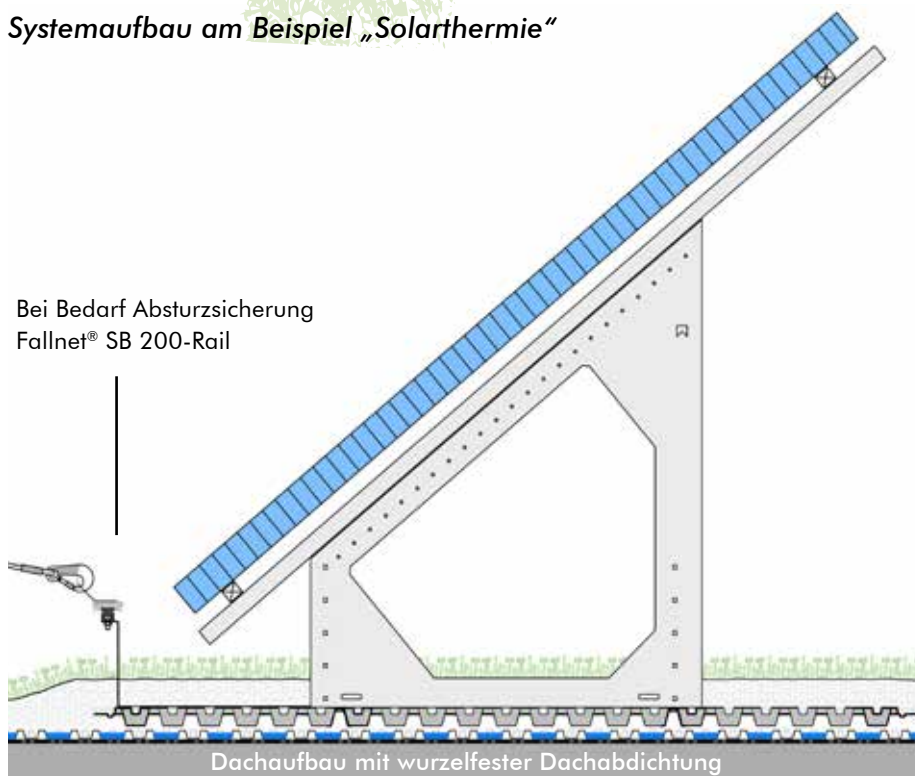 Systemaufbau am Beispiel „Solarthermie“
Bei Bedarf Absturzsicherung
Fallnet® SB 200-Rail
Dachaufbau mit wurzelfester Dachabdichtung